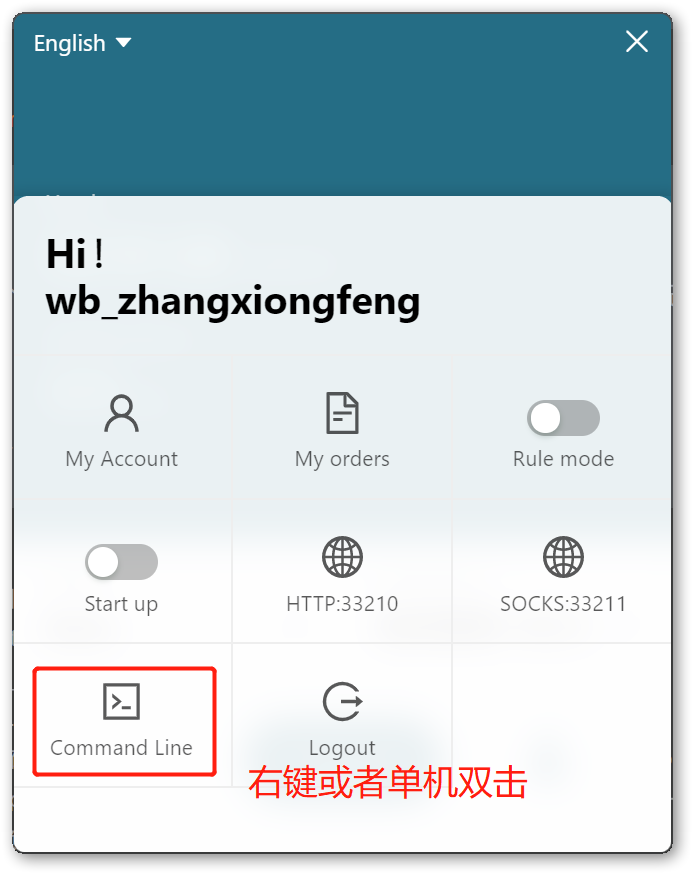 English
Hi!
wb_zhangxiongfeng
My Account
My orders
Rule mode
Start up
HTTP:33210
SOCKS:33211
Command Line
Logout
右键或者单机双击